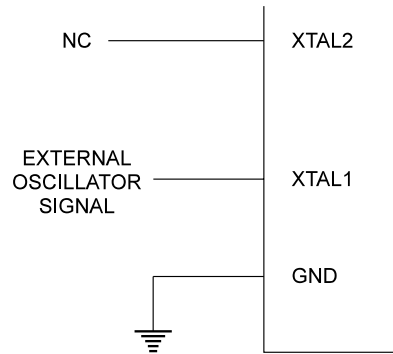 NC
XTAL2
EXTERNAL
OSCILLATOR
SIGNAL
XTAL1
GND